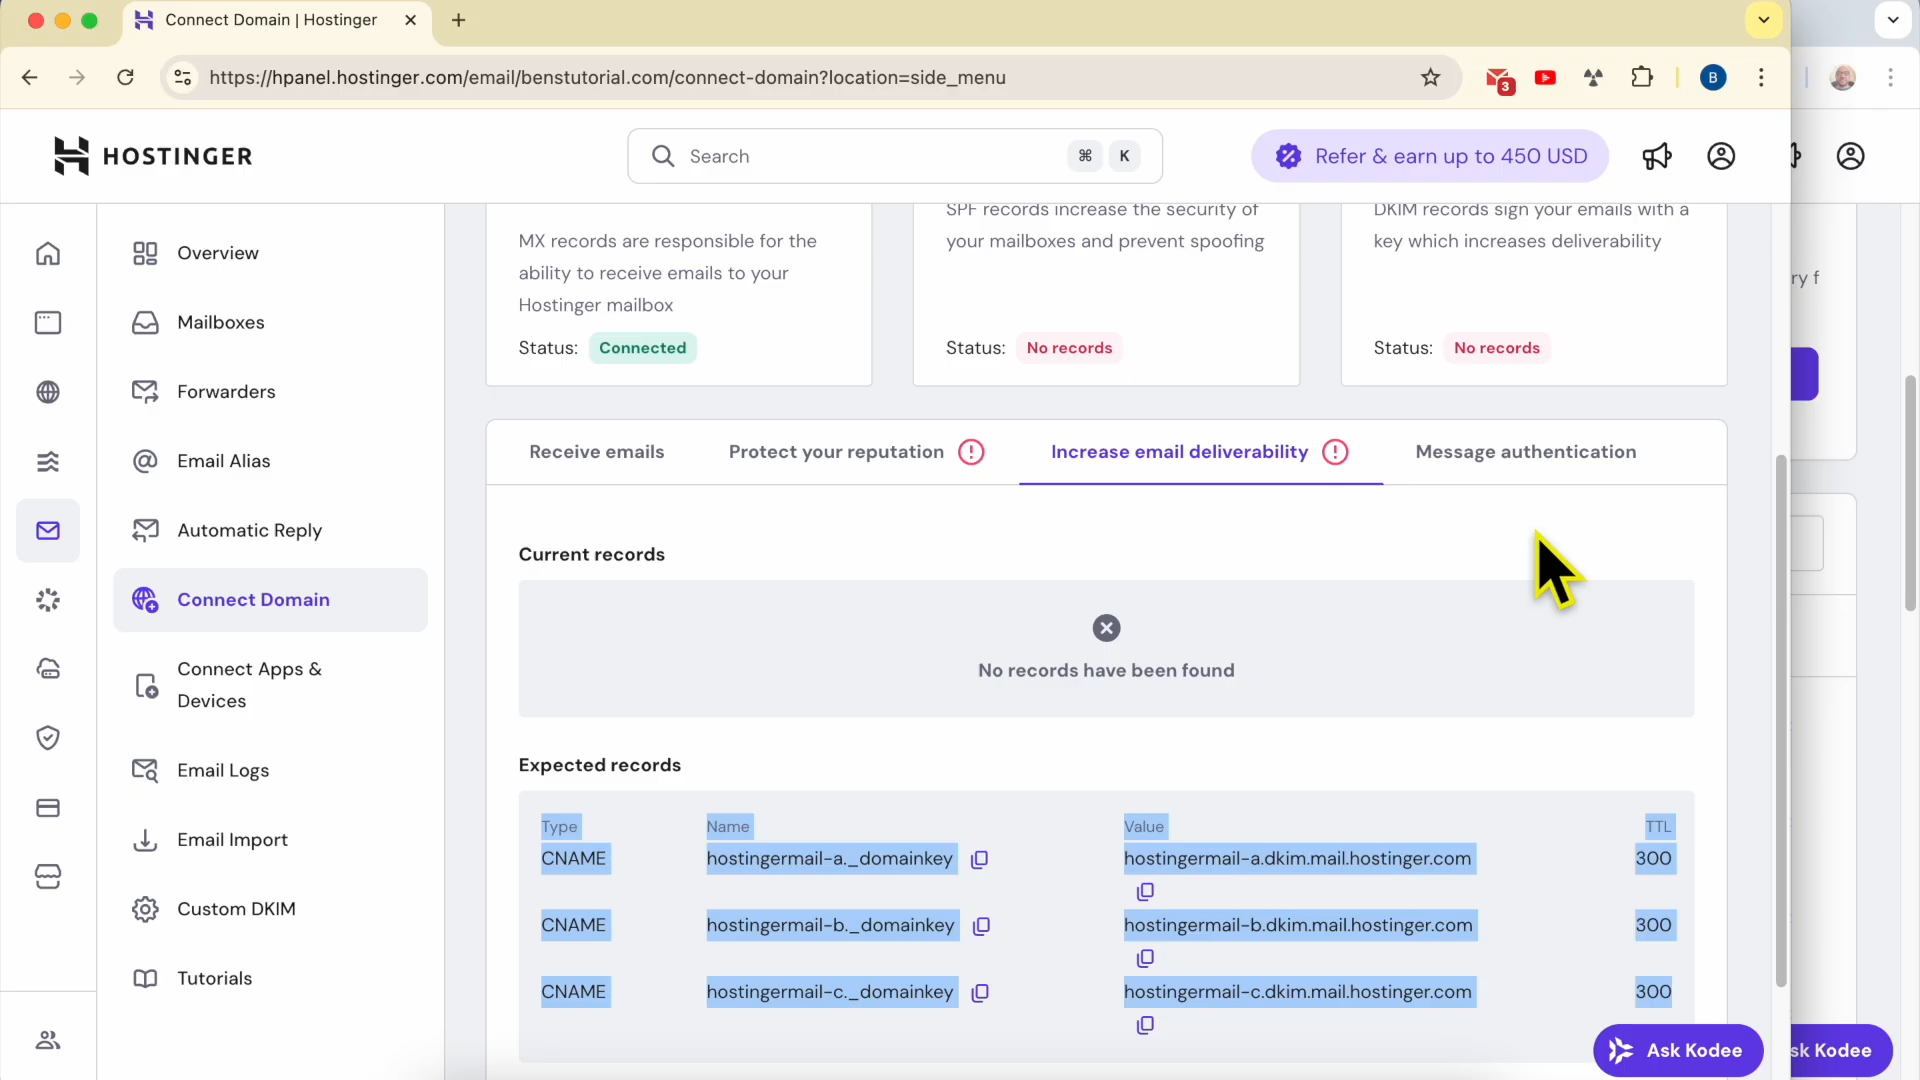 Connect Domain | Hostinger
https://hpanel.hostinger.com/email/benstutorial.com/connect-domain?location=side_menu
3
B
HOSTINGER
Search
⌘ K
Refer & earn up to 450 USD
Overview
Mailboxes
Forwarders
Email Alias
Automatic Reply
Connect Domain
Connect Apps &
Devices
Email Logs
Email Import
Custom DKIM
Tutorials
MX records are responsible for the
ability to receive emails to your
Hostinger mailbox
Status: Connected
SPF records increase the security of
your mailboxes and prevent spoofing
Status: No records
DKIM records sign your emails with a
key which increases deliverability
Status: No records
ry f
Receive emails
Protect your reputation
Increase email deliverability
Message authentication
Current records
No records have been found
Expected records
Type Name Value TTL
CNAME hostingermail-a._domainkey hostingermail-a.dkim.mail.hostinger.com 300
CNAME hostingermail-b._domainkey hostingermail-b.dkim.mail.hostinger.com 300
CNAME hostingermail-c._domainkey hostingermail-c.dkim.mail.hostinger.com 300
Ask Kodee
sk Kodee